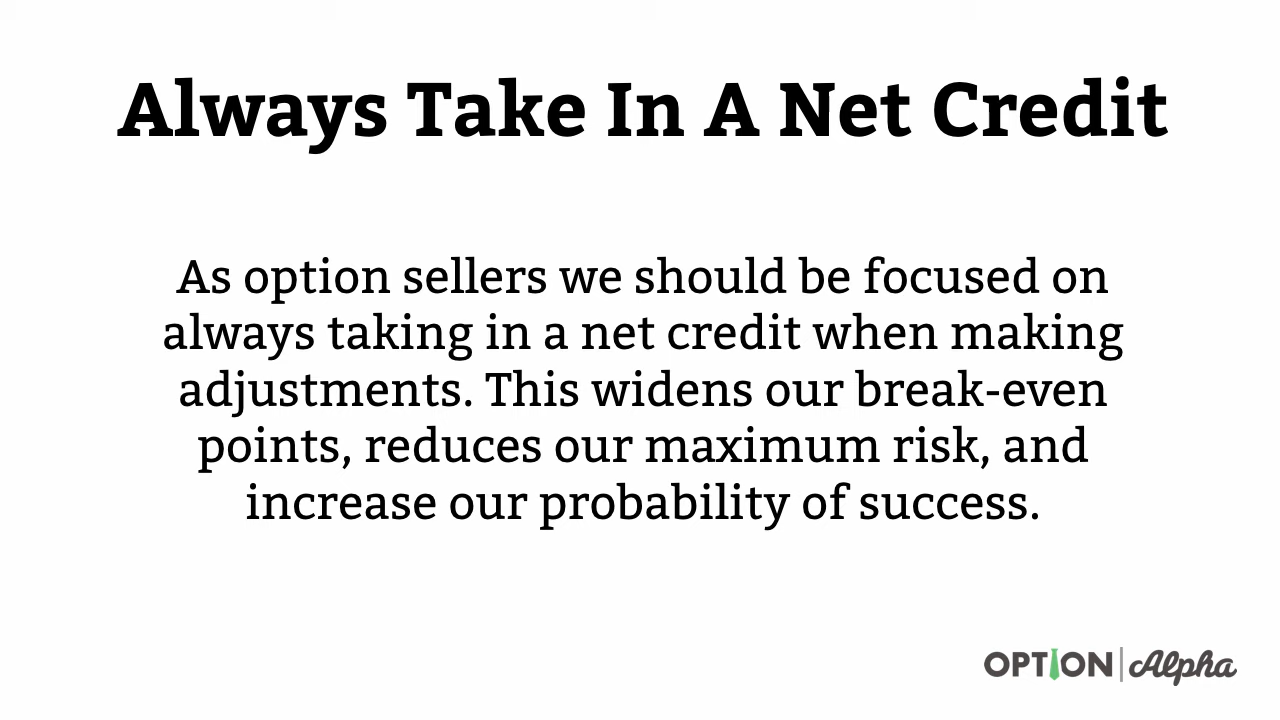 Always Take In A Net Credit
As option sellers we should be focused on
always taking in a net credit when making
adjustments. This widens our break-even
points, reduces our maximum risk, and
increase our probability of success.
OPTION | Alpha